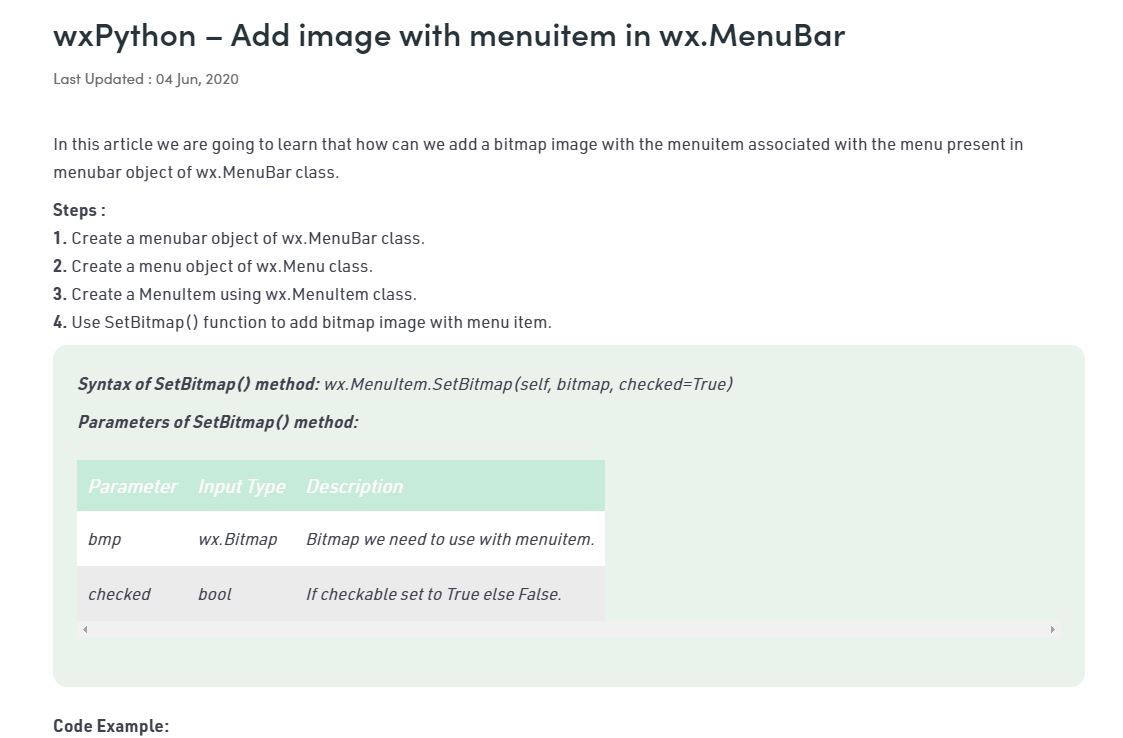 wxPython – Add image with menuitem in wx.MenuBar
Last Updated : 04 Jun, 2020
In this article we are going to learn that how can we add a bitmap image with the menuitem associated with the menu present in
menubar object of wx.MenuBar class.
Steps :
1. Create a menubar object of wx.MenuBar class.
2. Create a menu object of wx.Menu class.
3. Create a MenuItem using wx.MenuItem class.
4. Use SetBitmap() function to add bitmap image with menu item.
Syntax of SetBitmap() method: wx.MenuItem.SetBitmap(self, bitmap, checked=True)
Parameters of SetBitmap() method:
Parameter Input Type Description
bmp wx.Bitmap Bitmap we need to use with menuitem.
checked bool If checkable set to True else False.
Code Example: